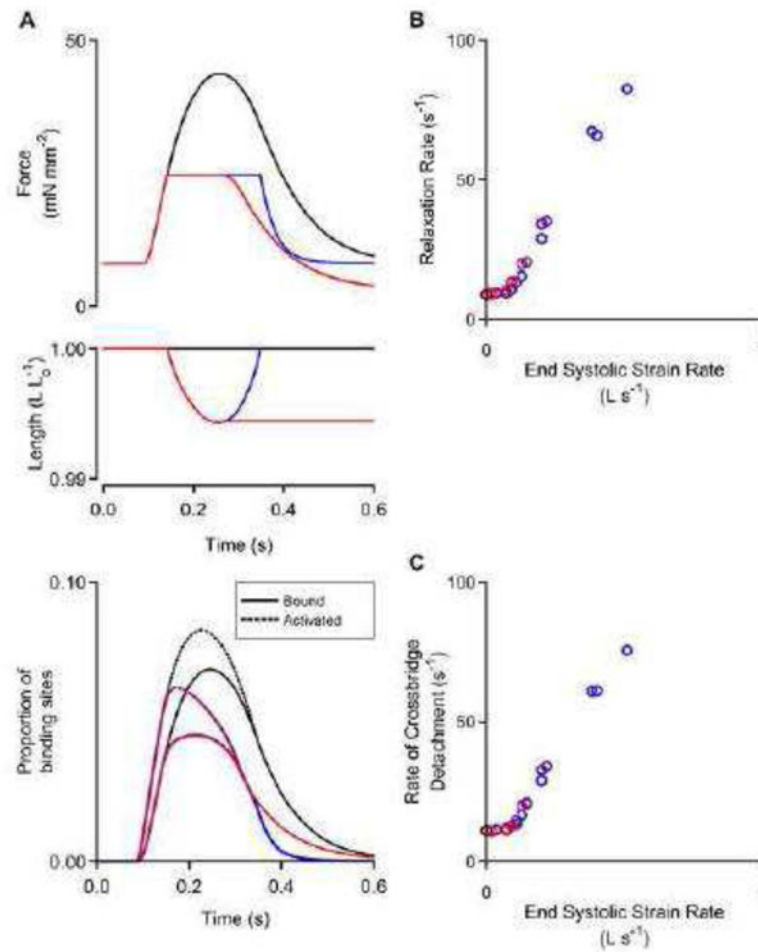 A
50
Force
(mN mm⁻²)
0
1.00
Length (L L₀⁻¹)
0.99
0.0
0.2
0.4
0.6
Time (s)
0.10
Bound
Activated
Proportion of
binding sites
0.00
0.0
0.2
0.4
0.6
Time (s)
B
100
Relaxation Rate (s⁻¹)
50
0
0
End Systolic Strain Rate
(L s⁻¹)
C
100
Rate of Crossbridge
Detachment (s⁻¹)
50
0
0
End Systolic Strain Rate
(L s⁻¹)